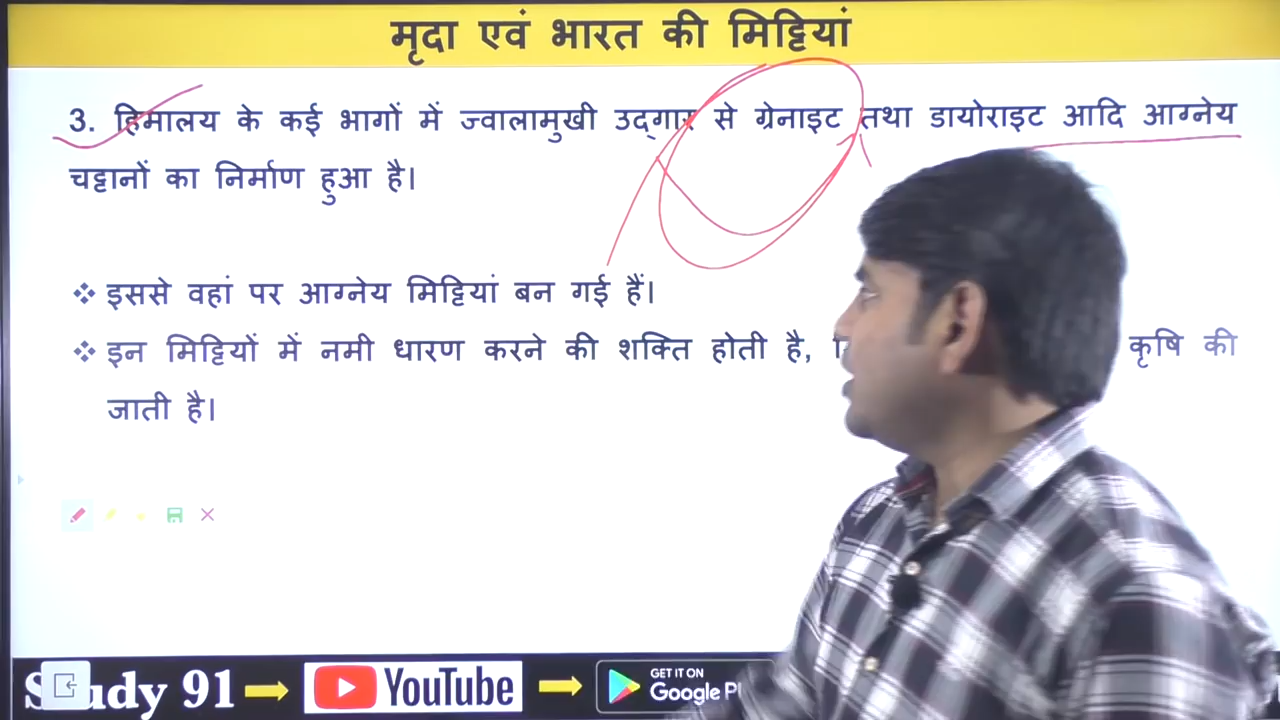 मृदा एवं भारत की मिट्टियां
3. हिमालय के कई भागों में ज्वालामुखी उद्गार से ग्रेनाइट तथा डायोराइट आदि आग्नेय
चट्टानों का निर्माण हुआ है।
❖ इससे वहां पर आग्नेय मिट्टियां बन गई हैं।
❖ इन मिट्टियों में नमी धारण करने की शक्ति होती है, कृषि की
जाती है।
Study 91 YouTube GET IT ON
Google